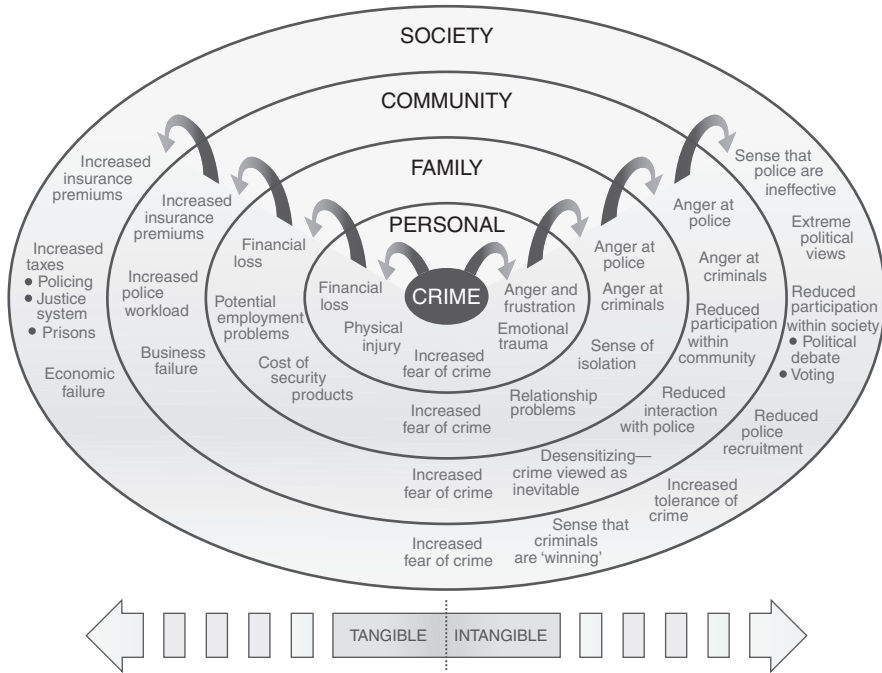 SOCIETY
COMMUNITY
FAMILY
PERSONAL
CRIME
Financial
loss
Physical
injury
Increased
fear of crime
Anger and
frustration
Emotional
trauma
Financial
loss
Potential
employment
problems
Cost of
security
products
Increased
fear of crime
Relationship
problems
Sense of
isolation
Anger at
criminals
Anger at
police
Increased
insurance
premiums
Increased
police
workload
Business
failure
Increased
fear of crime
Desensitizing—
crime viewed as
inevitable
Reduced
interaction
with police
Reduced
participation
within
community
Anger at
criminals
Anger at
police
Increased
insurance
premiums
Increased
taxes
● Policing
● Justice
system
● Prisons
Economic
failure
Increased
fear of crime
Sense that
criminals
are ‘winning’
Increased
tolerance of
crime
Reduced
police
recruitment
Reduced
participation
within society
● Political
debate
● Voting
Extreme
political
views
Sense that
police are
ineffective
TANGIBLE
INTANGIBLE